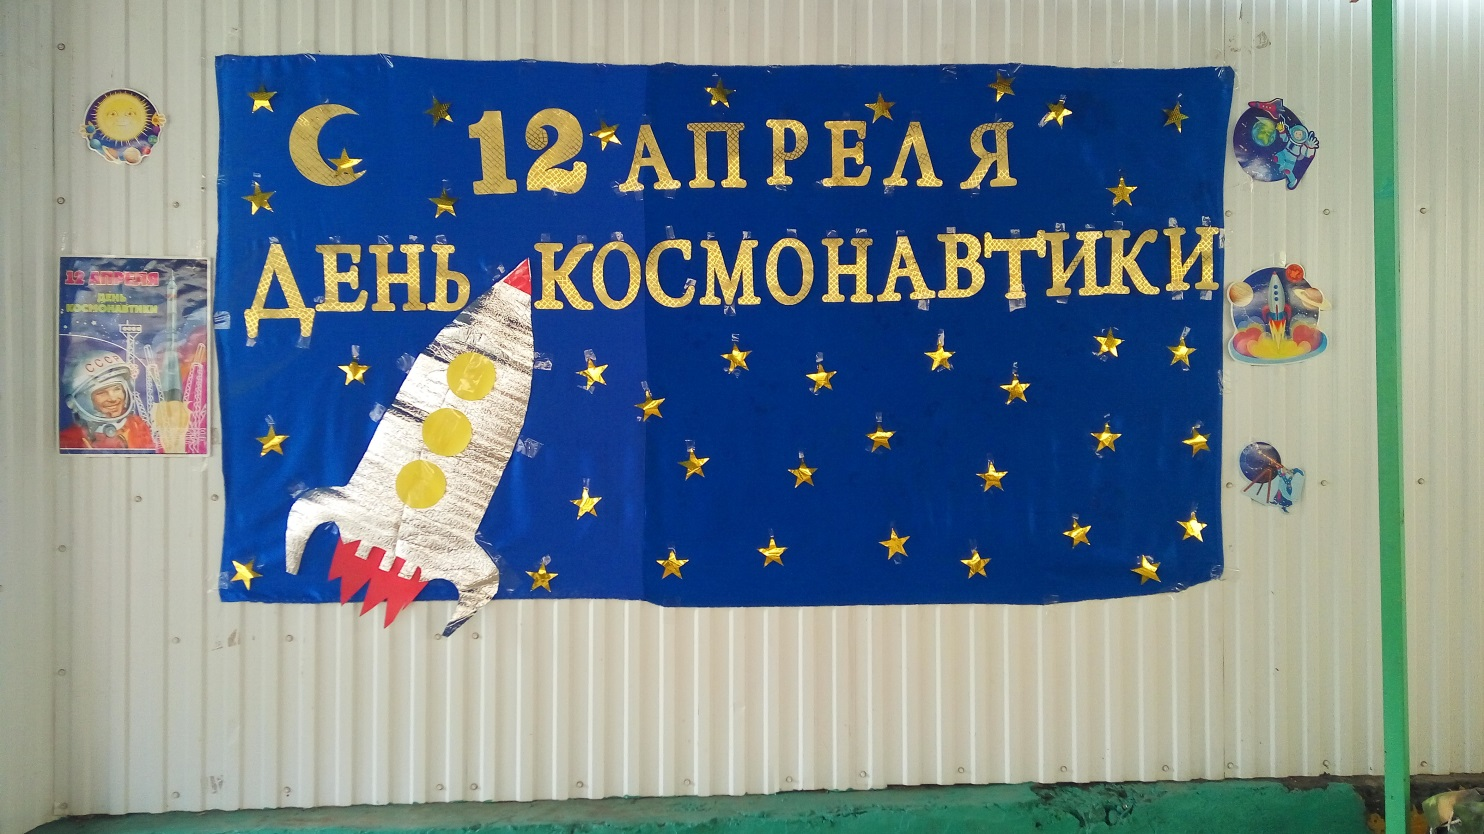 12 АПРЕЛЯ
ДЕНЬ КОСМОНАВТИКИ
12 АПРЕЛЯ
ДЕНЬ
КОСМОНАВТИКИ
СССР